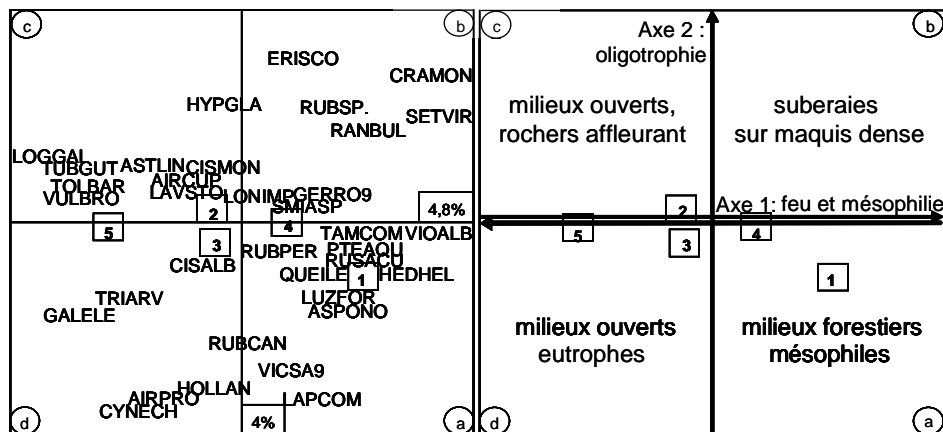 c
b
ERISCO
CRAMON
HYPGLA
RUBSP.
SETVIR
RANBUL
LOGGAL
TUBGUT
ASTLIN
CISMON
AIRCUP
TOLBAR
LAVSTO
LONIMP
GERRO9
VULBRO
SMIASP
2
4,8%
5
4
TAMCOM VIOALB
3
RUBPER
PTEAQU
CISALB
RUSACU
QUEILE
1
HEDHEL
TRIARV
LUZFOR
GALELE
ASPONO
RUBCAN
VICSA9
HOLLAN
AIRPRO
LAPCOM
CYNECH
d
4%
a
c
Axe 2 :
oligotrophie
b
milieux ouverts,
rochers affleurant
suberaies
sur maquis dense
2
Axe 1: feu et mésophilie
5
4
3
1
milieux ouverts
eutrophes
milieux forestiers
mésophiles
d
a